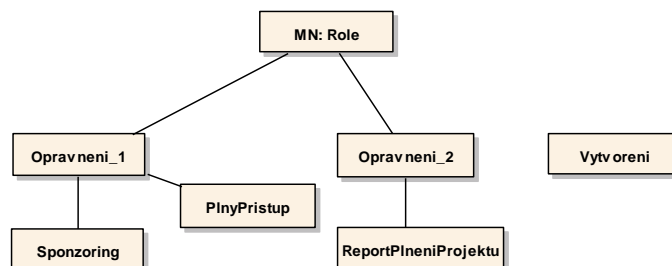 MN: Role
Opravneni_1
Opravneni_2
Vytvoreni
PlnyPristup
Sponzoring
ReportPlneniProjektu